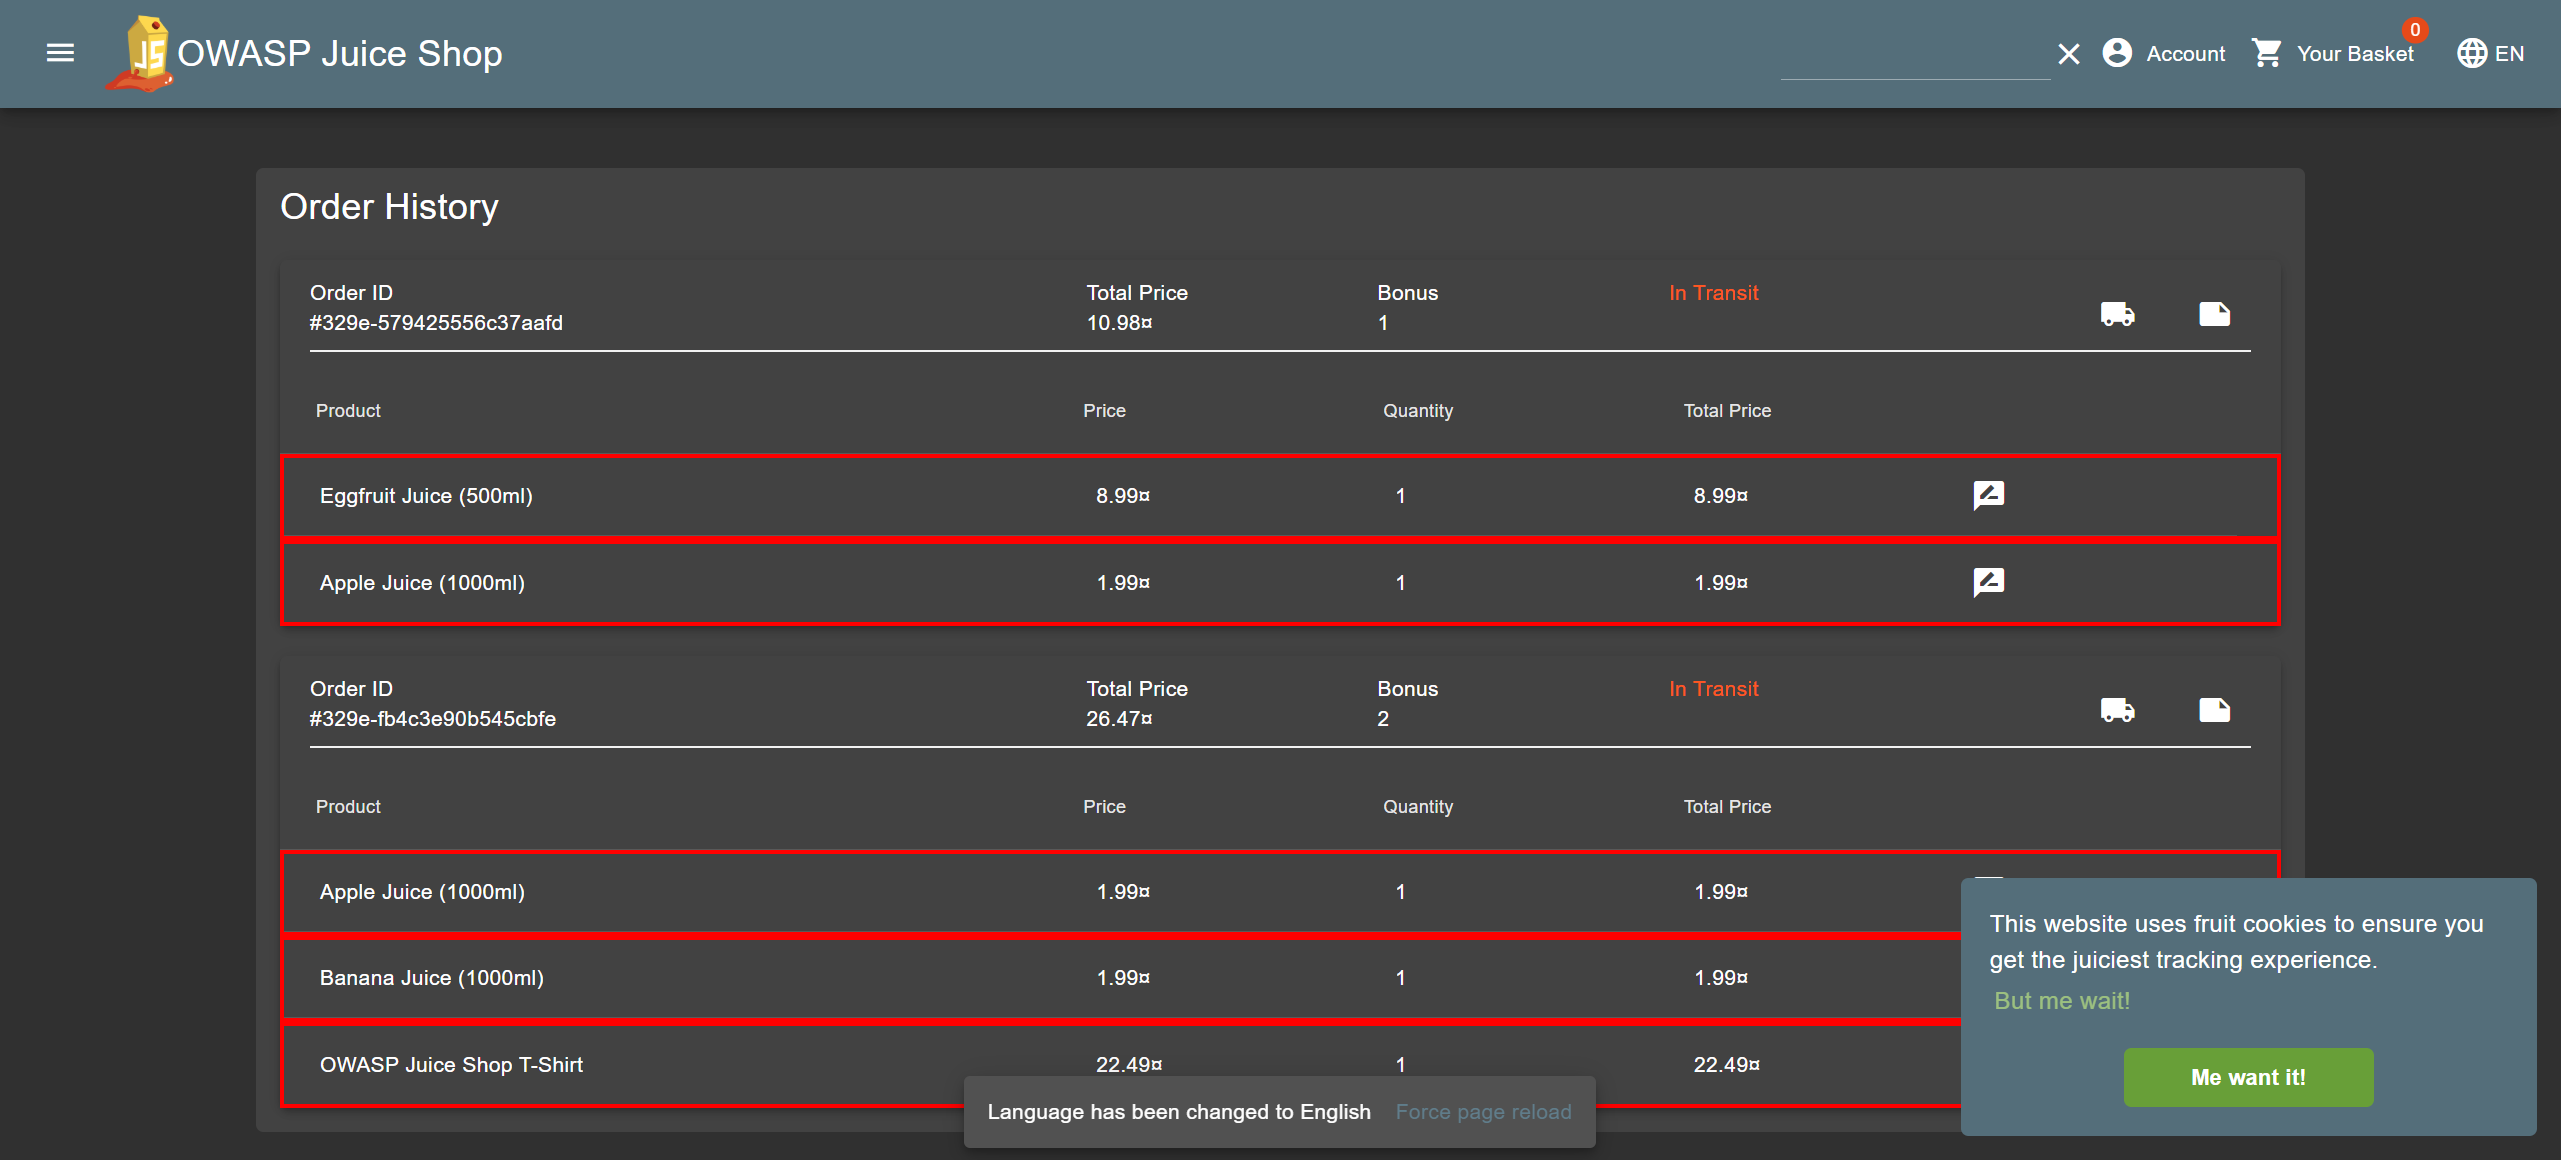 OWASP Juice Shop
Account
Your Basket
0
EN
Order History
Order ID Total Price Bonus In Transit
#329e-579425556c37aafd 10.98¤ 1
Product Price Quantity Total Price
Eggfruit Juice (500ml) 8.99¤ 1 8.99¤
Apple Juice (1000ml) 1.99¤ 1 1.99¤
Order ID Total Price Bonus In Transit
#329e-fb4c3e90b545cbfe 26.47¤ 2
Product Price Quantity Total Price
Apple Juice (1000ml) 1.99¤ 1 1.99¤
Banana Juice (1000ml) 1.99¤ 1 1.99¤
OWASP Juice Shop T-Shirt 22.49¤ 1 22.49¤
This website uses fruit cookies to ensure you
get the juiciest tracking experience.
But me wait!
Me want it!
Language has been changed to English Force page reload